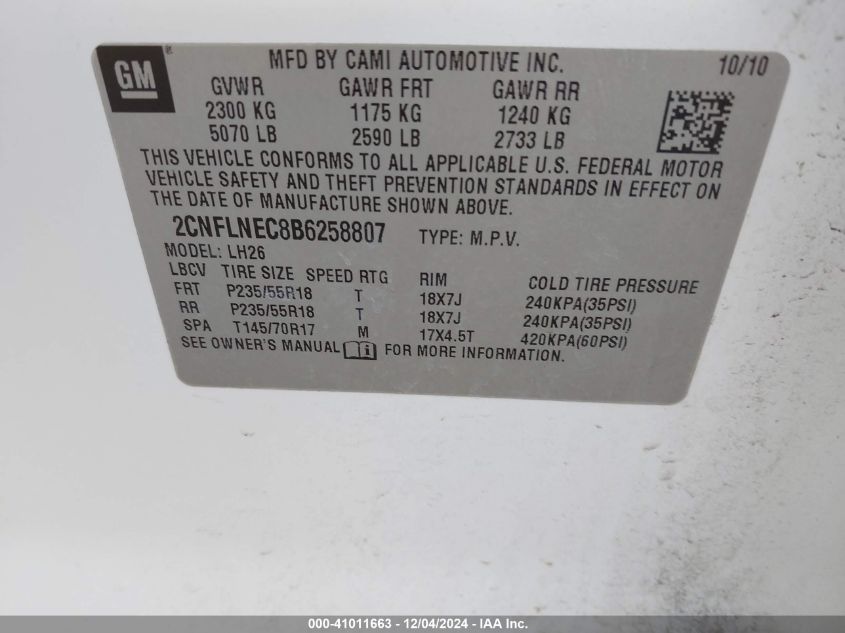 GM® MFD BY CAMI AUTOMOTIVE INC. 10/10
GVWR GAWR FRT GAWR RR
2300 KG 1175 KG 1240 KG
5070 LB 2590 LB 2733 LB
THIS VEHICLE CONFORMS TO ALL APPLICABLE U.S. FEDERAL MOTOR
VEHICLE SAFETY AND THEFT PREVENTION STANDARDS IN EFFECT ON
THE DATE OF MANUFACTURE SHOWN ABOVE.
2CNFLNEC8B6258807 TYPE: M.P.V.
MODEL: LH26
LBCV TIRE SIZE SPEED RTG RIM COLD TIRE PRESSURE
FRT P235/55R18 T 18X7J 240KPA(35PSI)
RR P235/55R18 T 18X7J 240KPA(35PSI)
SPA T145/70R17 M 17X4.5T 420KPA(60PSI)
SEE OWNER'S MANUAL FOR MORE INFORMATION.
000-41011663 - 12/04/2024 - IAA Inc.